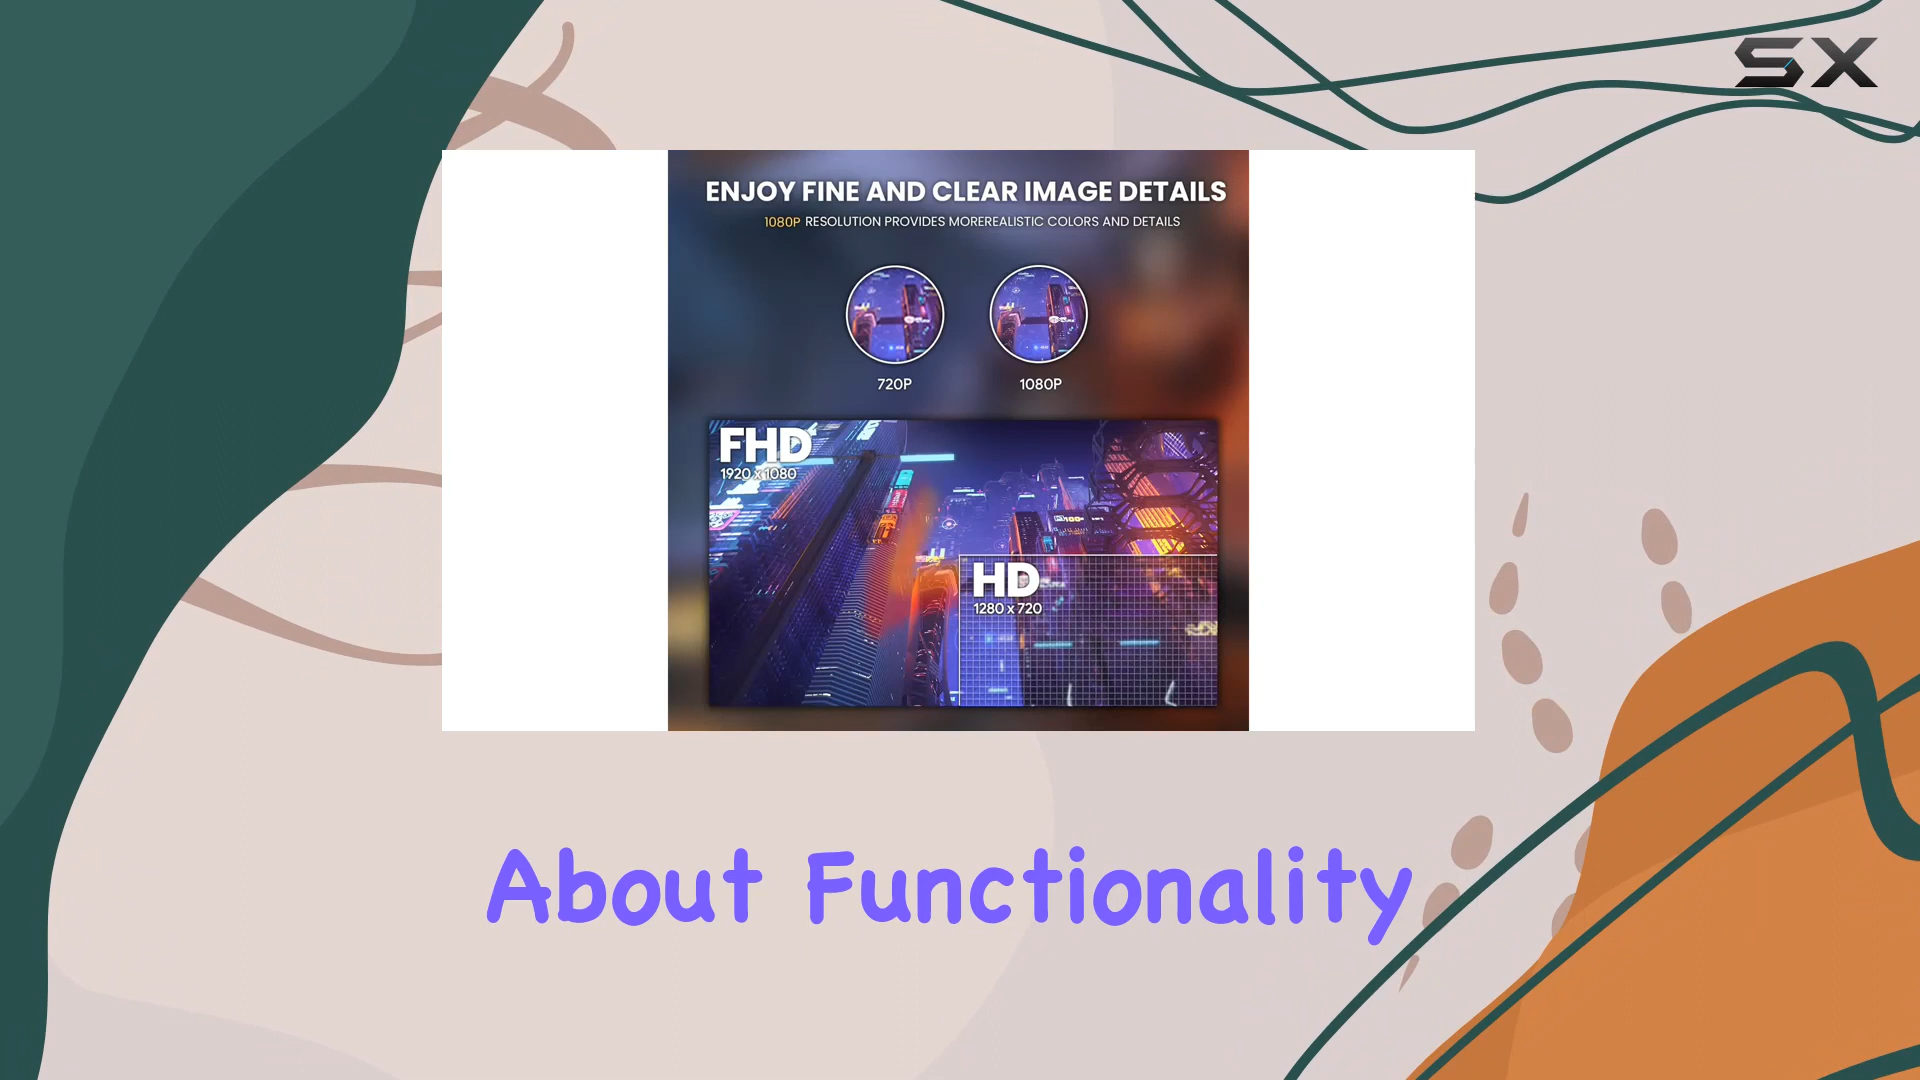 SX
ENJOY FINE AND CLEAR IMAGE DETAILS
1080P RESOLUTION PROVIDES MOREREALISTIC COLORS AND DETAILS
720P
1080P
FHD
1920 x 1080
HD
1280 x 720
About Functionality